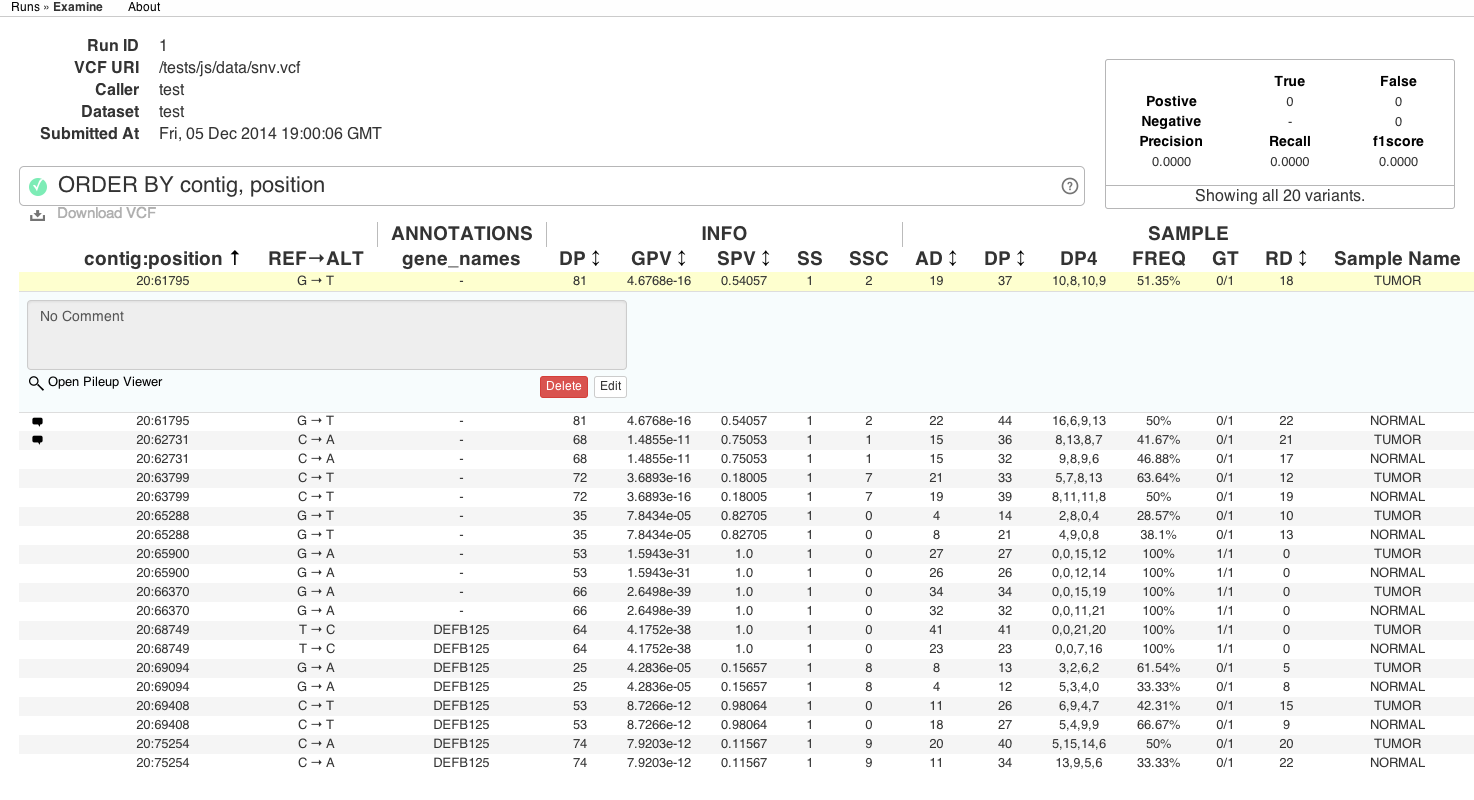 Runs » Examine About
Run ID 1
VCF URI /tests/js/data/snv.vcf
Caller test
Dataset test
Submitted At Fri, 05 Dec 2014 19:00:06 GMT
True False
Postive 0 0
Negative - 0
Precision Recall f1score
0.0000 0.0000 0.0000
Showing all 20 variants.
ORDER BY contig, position ?
Download VCF
ANNOTATIONS INFO SAMPLE
contig:position ↑ REF→ALT gene_names DP ↕ GPV ↕ SPV ↕ SS SSC AD ↕ DP ↕ DP4 FREQ GT RD ↕ Sample Name
20:61795 G → T - 81 4.6768e-16 0.54057 1 2 19 37 10,8,10,9 51.35% 0/1 18 TUMOR
No Comment
Open Pileup Viewer Delete Edit
20:61795 G → T - 81 4.6768e-16 0.54057 1 2 22 44 16,6,9,13 50% 0/1 22 NORMAL
20:62731 C → A - 68 1.4855e-11 0.75053 1 1 15 36 8,13,8,7 41.67% 0/1 21 TUMOR
20:62731 C → A - 68 1.4855e-11 0.75053 1 1 15 32 9,8,9,6 46.88% 0/1 17 NORMAL
20:63799 C → T - 72 3.6893e-16 0.18005 1 7 21 33 5,7,8,13 63.64% 0/1 12 TUMOR
20:63799 C → T - 72 3.6893e-16 0.18005 1 7 19 39 8,11,11,8 50% 0/1 19 NORMAL
20:65288 G → T - 35 7.8434e-05 0.82705 1 0 4 14 2,8,0,4 28.57% 0/1 10 TUMOR
20:65288 G → T - 35 7.8434e-05 0.82705 1 0 8 21 4,9,0,8 38.1% 0/1 13 NORMAL
20:65900 G → A - 53 1.5943e-31 1.0 1 0 27 27 0,0,15,12 100% 1/1 0 TUMOR
20:65900 G → A - 53 1.5943e-31 1.0 1 0 26 26 0,0,12,14 100% 1/1 0 NORMAL
20:66370 G → A - 66 2.6498e-39 1.0 1 0 34 34 0,0,15,19 100% 1/1 0 TUMOR
20:66370 G → A - 66 2.6498e-39 1.0 1 0 32 32 0,0,11,21 100% 1/1 0 NORMAL
20:68749 T → C DEFB125 64 4.1752e-38 1.0 1 0 41 41 0,0,21,20 100% 1/1 0 TUMOR
20:68749 T → C DEFB125 64 4.1752e-38 1.0 1 0 23 23 0,0,7,16 100% 1/1 0 NORMAL
20:69094 G → A DEFB125 25 4.2836e-05 0.15657 1 8 8 13 3,2,6,2 61.54% 0/1 5 TUMOR
20:69094 G → A DEFB125 25 4.2836e-05 0.15657 1 8 4 12 5,3,4,0 33.33% 0/1 8 NORMAL
20:69408 C → T DEFB125 53 8.7266e-12 0.98064 1 0 11 26 6,9,4,7 42.31% 0/1 15 TUMOR
20:69408 C → T DEFB125 53 8.7266e-12 0.98064 1 0 18 27 5,4,9,9 66.67% 0/1 9 NORMAL
20:75254 C → A DEFB125 74 7.9203e-12 0.11567 1 9 20 40 5,15,14,6 50% 0/1 20 TUMOR
20:75254 C → A DEFB125 74 7.9203e-12 0.11567 1 9 11 34 13,9,5,6 33.33% 0/1 22 NORMAL